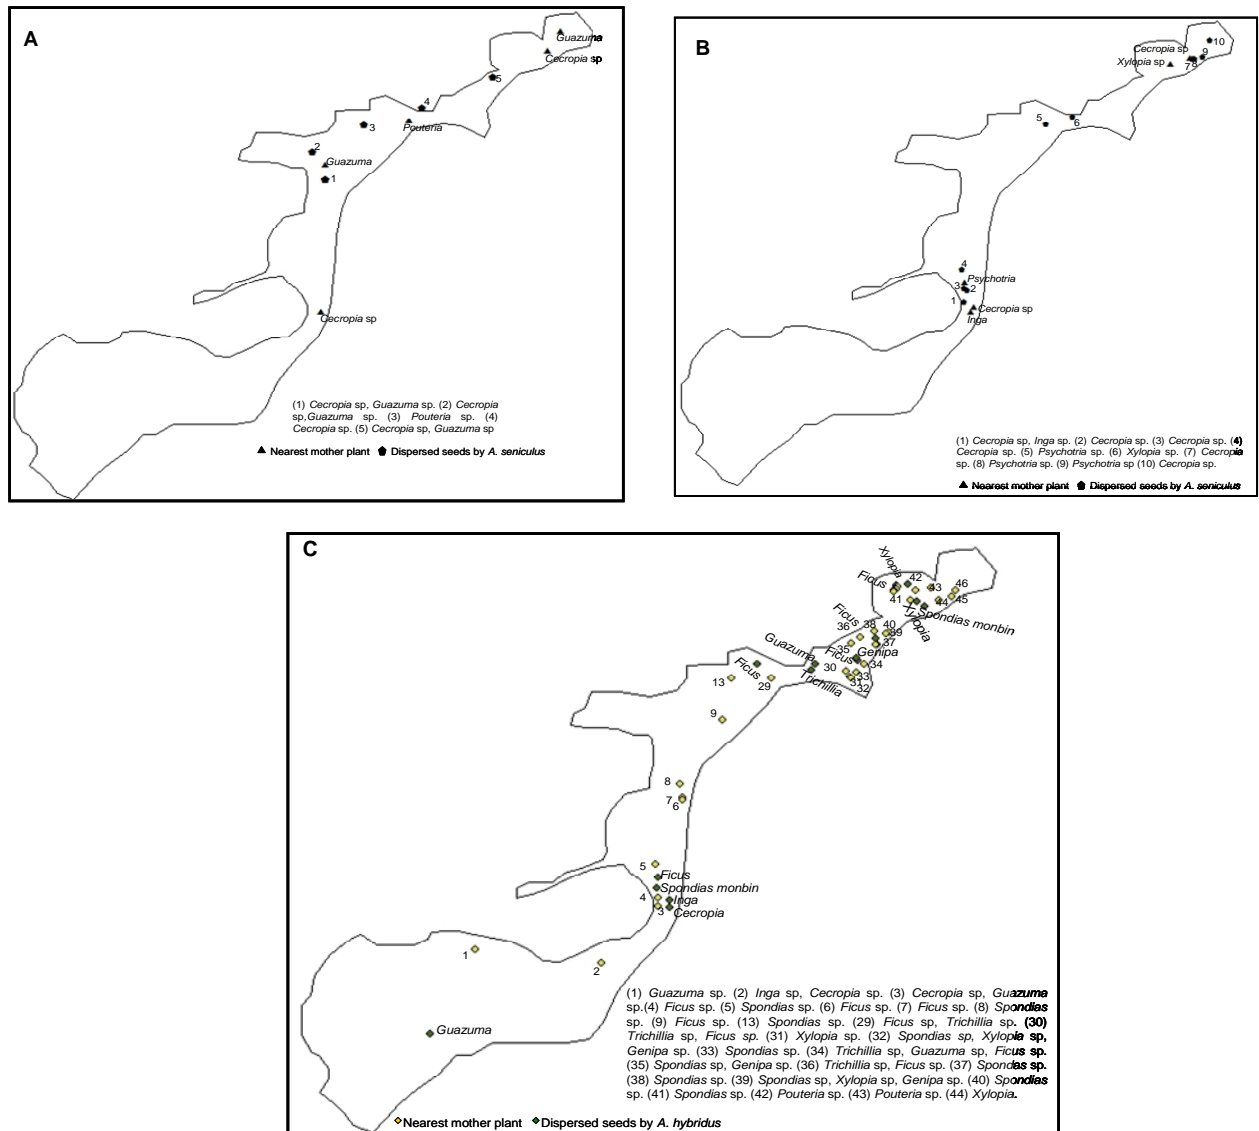 A
Guazuma
Cecropia sp
5
4
Pouteria
3
2
Guazuma
1
Cecropia sp
(1) Cecropia sp, Guazuma sp. (2) Cecropia
sp,Guazuma sp. (3) Pouteria sp. (4)
Cecropia sp. (5) Cecropia sp, Guazuma sp
Nearest mother plant Dispersed seeds by A. seniculus
B
10
Cecropia sp
9
Xylopia sp
78
5
6
4
Psychotria
3 2
1
Cecropia sp
Inga
(1) Cecropia sp, Inga sp. (2) Cecropia sp. (3) Cecropia sp. (4)
Cecropia sp. (5) Psychotria sp. (6) Xylopia sp. (7) Cecropia
sp. (8) Psychotria sp. (9) Psychotria sp (10) Cecropia sp.
Nearest mother plant Dispersed seeds by A. seniculus
C
Xylopia
42
Ficus
43
46
41
44
45
Xylopia
Spondias monbin
Ficus
36
38
40
39
37
35
Guazuma
Ficus
Genipa
30
34
33
31
32
Trichillia
Ficus
13
29
9
8
7
6
5
Ficus
Spondias monbin
4
Inga
3
Cecropia
1
2
Guazuma
(1) Guazuma sp. (2) Inga sp, Cecropia sp. (3) Cecropia sp, Guazuma
sp.(4) Ficus sp. (5) Spondias sp. (6) Ficus sp. (7) Ficus sp. (8) Spondias
sp. (9) Ficus sp. (13) Spondias sp. (29) Ficus sp, Trichillia sp. (30)
Trichillia sp, Ficus sp. (31) Xylopia sp. (32) Spondias sp, Xylopia sp,
Genipa sp. (33) Spondias sp. (34) Trichillia sp, Guazuma sp, Ficus sp.
(35) Spondias sp, Genipa sp. (36) Trichillia sp, Ficus sp. (37) Spondas sp.
(38) Spondias sp. (39) Spondias sp, Xylopia sp, Genipa sp. (40) Spondias
sp. (41) Spondias sp. (42) Pouteria sp. (43) Pouteria sp. (44) Xylopia.
Nearest mother plant Dispersed seeds by A. hybridus